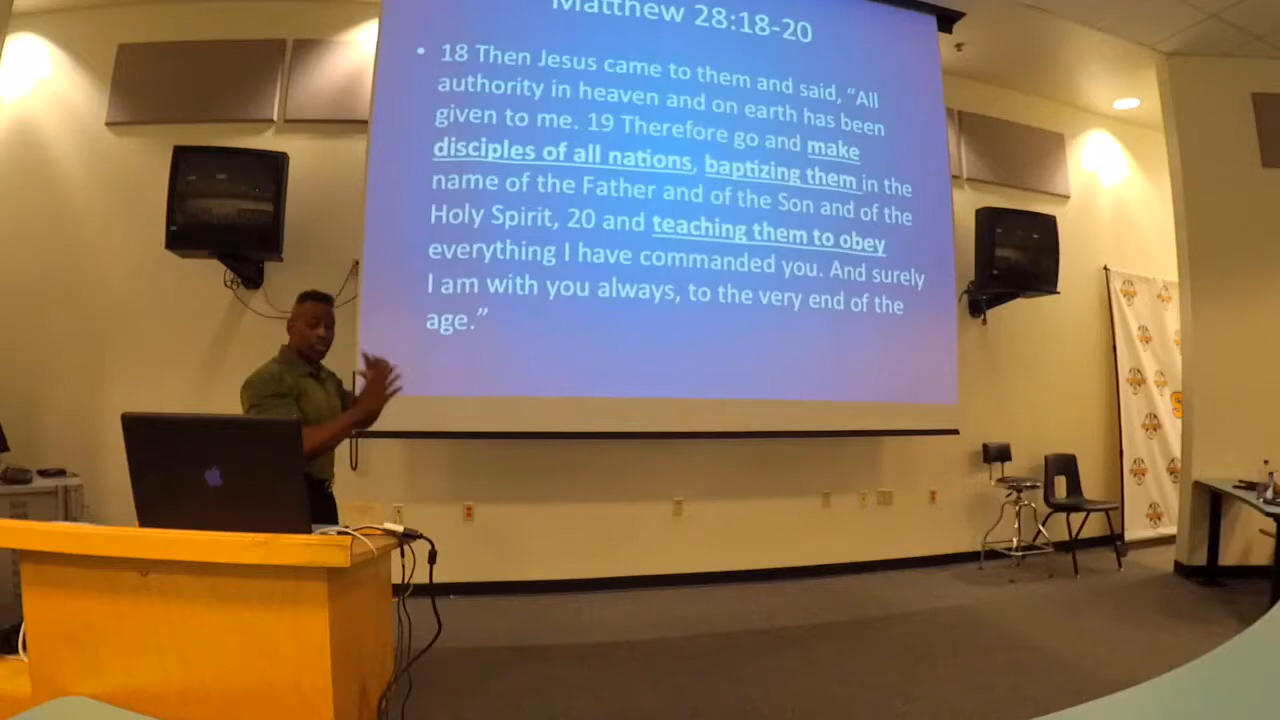 Matthew 28:18-20
• 18 Then Jesus came to them and said, “All
authority in heaven and on earth has been
given to me. 19 Therefore go and make
disciples of all nations, baptizing them in the
name of the Father and of the Son and of the
Holy Spirit, 20 and teaching them to obey
everything I have commanded you. And surely
I am with you always, to the very end of the
age.”